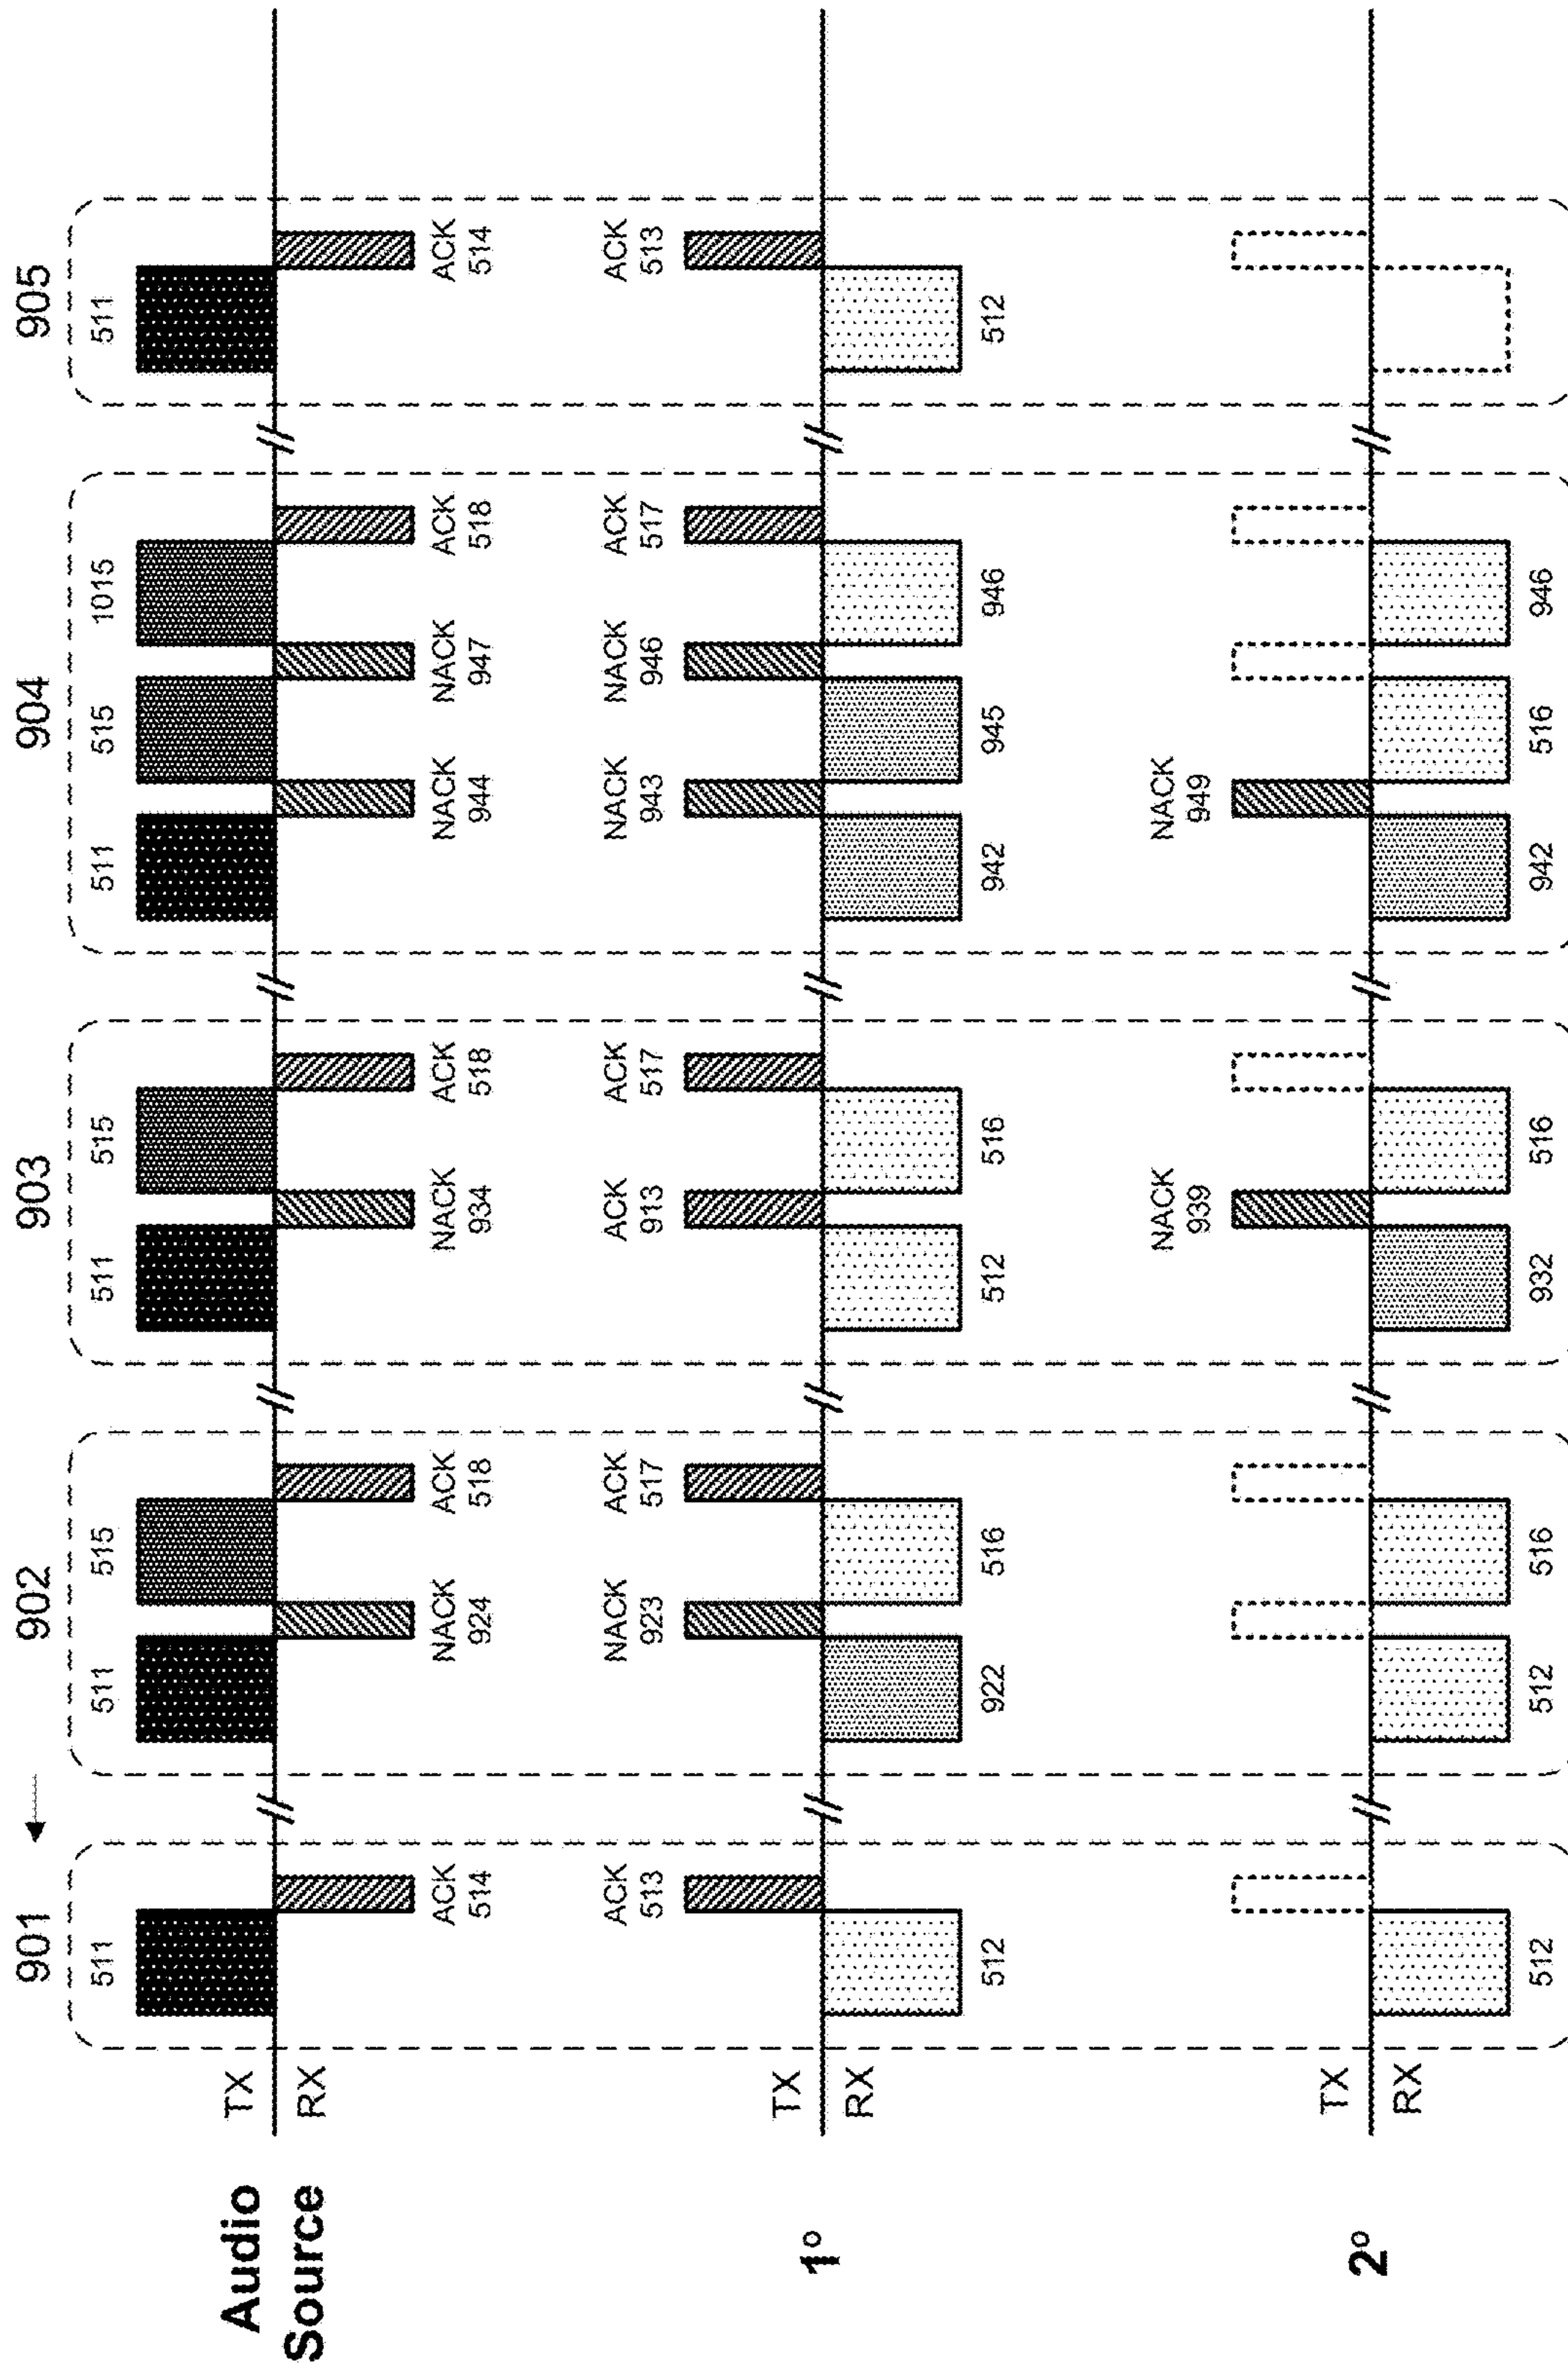 901
902
903
904
905
511
511
515
511
515
511
515
1015
511
Audio
Source
TX
RX
ACK
514
NACK
924
ACK
518
NACK
934
ACK
518
NACK
944
NACK
947
ACK
518
ACK
514
ACK
513
NACK
923
ACK
517
ACK
913
ACK
517
NACK
943
NACK
946
ACK
517
ACK
513
1°
TX
RX
512
922
516
512
516
942
945
946
512
NACK
939
NACK
949
2°
TX
RX
512
512
516
932
516
942
516
946